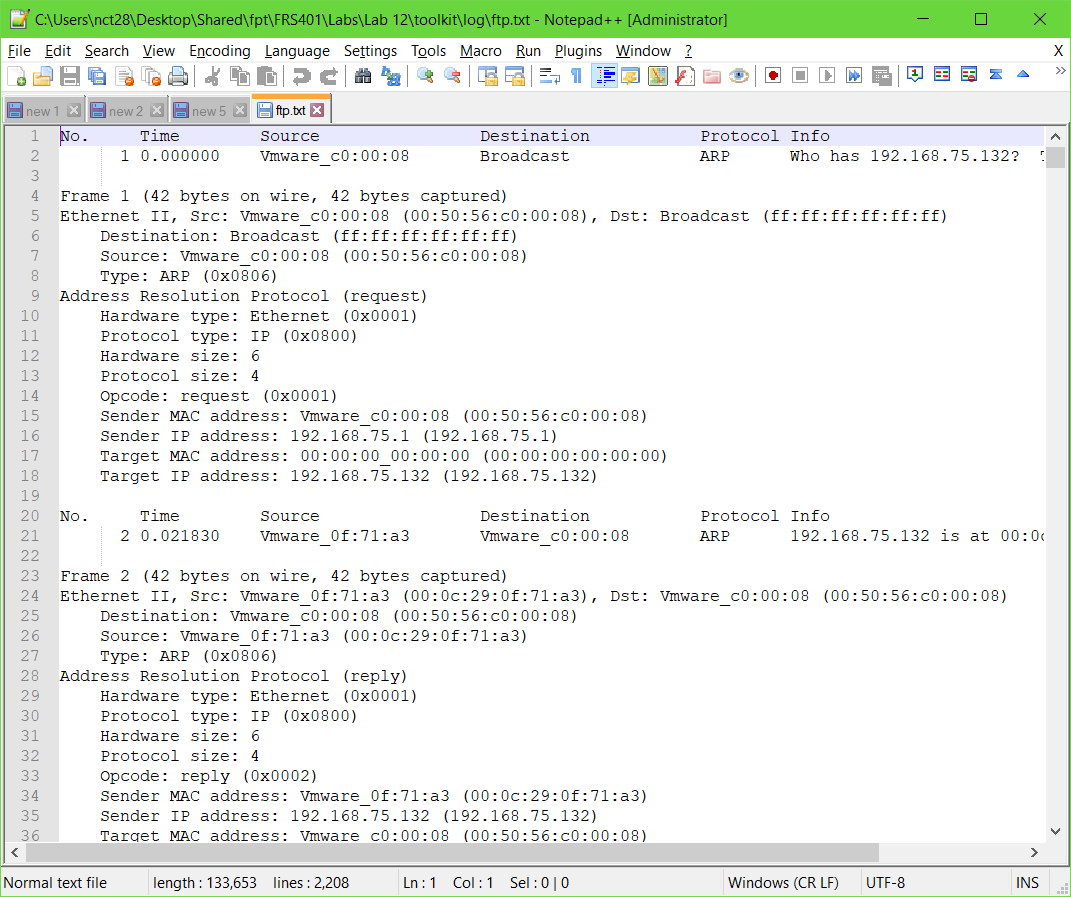 C:\Users\nct28\Desktop\Shared\fpt\FRS401\Labs\Lab 12\toolkit\log\ftp.txt - Notepad++ [Administrator]
File Edit Search View Encoding Language Settings Tools Macro Run Plugins Window ? X
new 1 new 2 new 5 ftp.txt
1 No. Time Source Destination Protocol Info
2 1 0.000000 Vmware_c0:00:08 Broadcast ARP Who has 192.168.75.132?
3
4 Frame 1 (42 bytes on wire, 42 bytes captured)
5 Ethernet II, Src: Vmware_c0:00:08 (00:50:56:c0:00:08), Dst: Broadcast (ff:ff:ff:ff:ff:ff)
6 Destination: Broadcast (ff:ff:ff:ff:ff:ff)
7 Source: Vmware_c0:00:08 (00:50:56:c0:00:08)
8 Type: ARP (0x0806)
9 Address Resolution Protocol (request)
10 Hardware type: Ethernet (0x0001)
11 Protocol type: IP (0x0800)
12 Hardware size: 6
13 Protocol size: 4
14 Opcode: request (0x0001)
15 Sender MAC address: Vmware_c0:00:08 (00:50:56:c0:00:08)
16 Sender IP address: 192.168.75.1 (192.168.75.1)
17 Target MAC address: 00:00:00_00:00:00 (00:00:00:00:00:00)
18 Target IP address: 192.168.75.132 (192.168.75.132)
19
20 No. Time Source Destination Protocol Info
21 2 0.021830 Vmware_0f:71:a3 Vmware_c0:00:08 ARP 192.168.75.132 is at
22
23 Frame 2 (42 bytes on wire, 42 bytes captured)
24 Ethernet II, Src: Vmware_0f:71:a3 (00:0c:29:0f:71:a3), Dst: Vmware_c0:00:08 (00:50:56:c0:00:08)
25 Destination: Vmware_c0:00:08 (00:50:56:c0:00:08)
26 Source: Vmware_0f:71:a3 (00:0c:29:0f:71:a3)
27 Type: ARP (0x0806)
28 Address Resolution Protocol (reply)
29 Hardware type: Ethernet (0x0001)
30 Protocol type: IP (0x0800)
31 Hardware size: 6
32 Protocol size: 4
33 Opcode: reply (0x0002)
34 Sender MAC address: Vmware_0f:71:a3 (00:0c:29:0f:71:a3)
35 Sender IP address: 192.168.75.132 (192.168.75.132)
36 Target MAC address: Vmware_c0:00:08 (00:50:56:c0:00:08)
Normal text file length : 133,653 lines : 2,208 Ln : 1 Col : 1 Sel : 0 | 0 Windows (CR LF) UTF-8 INS